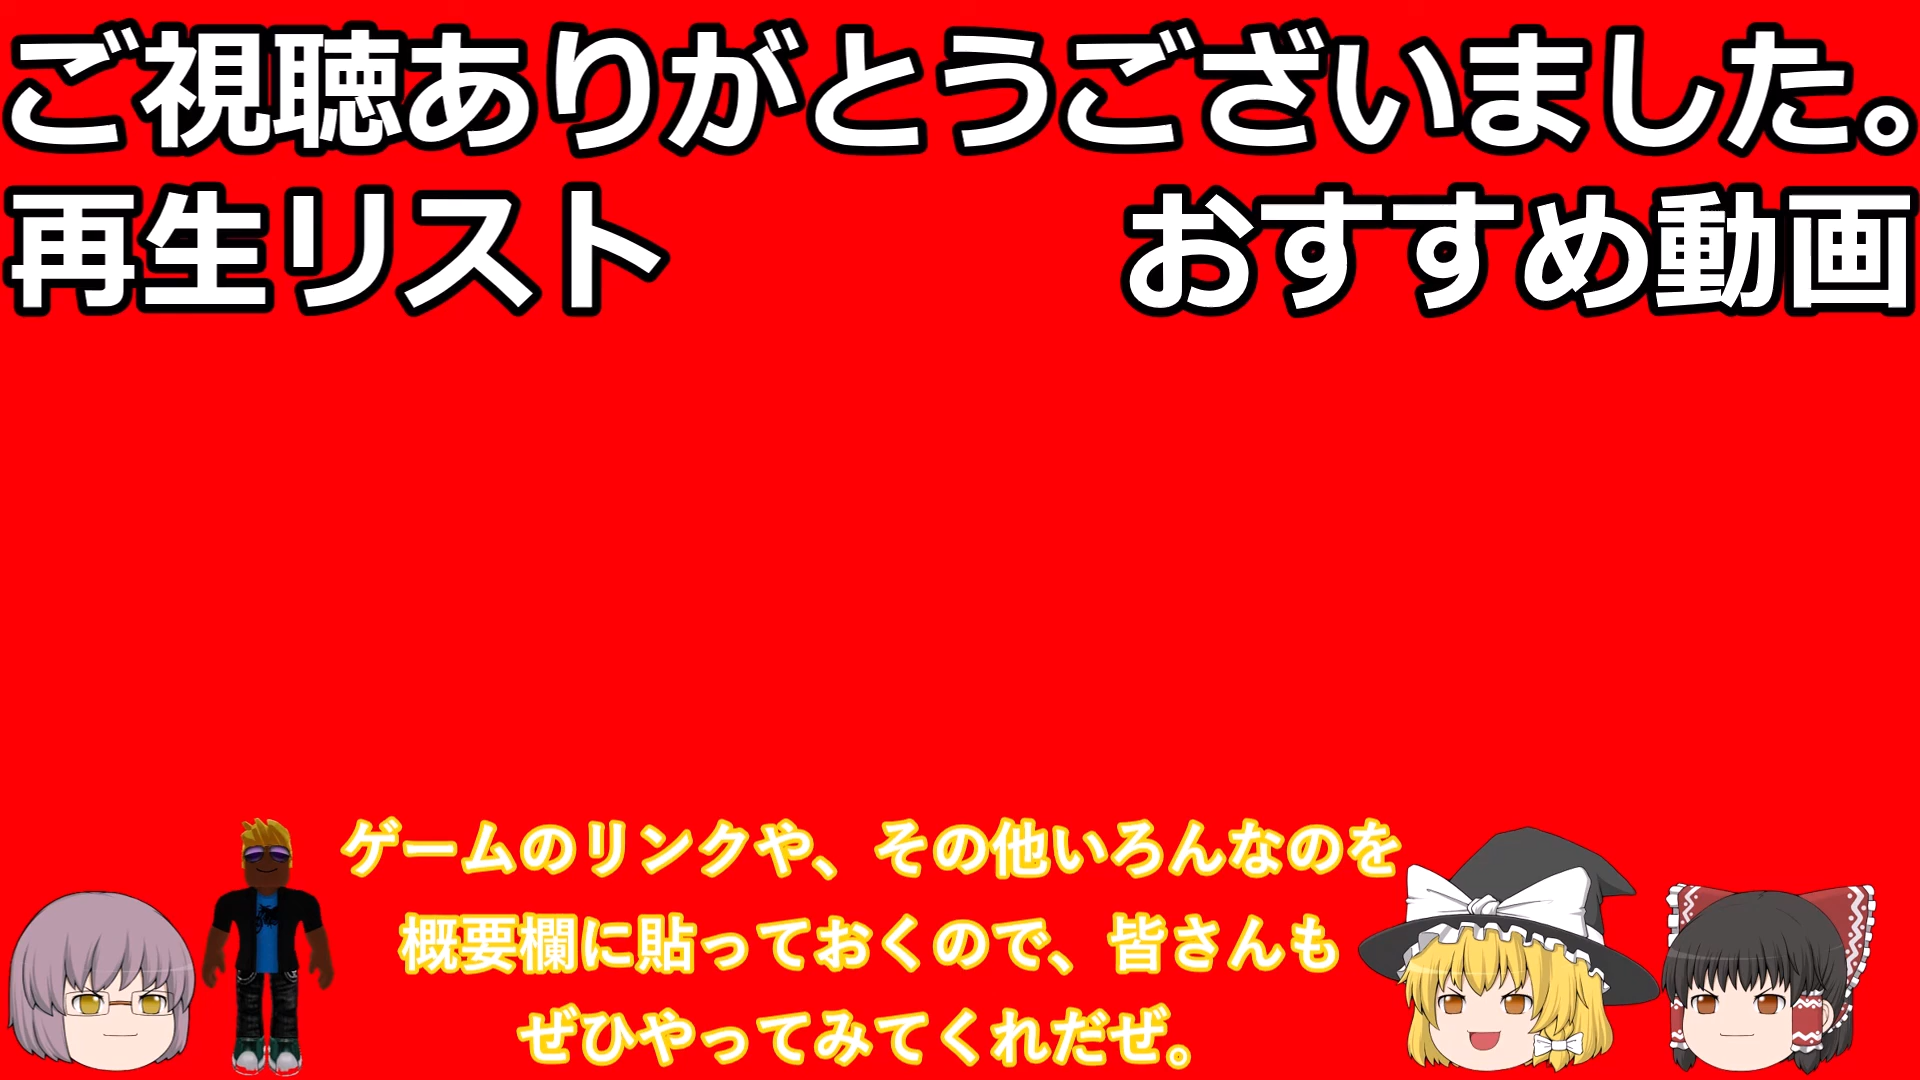 ご視聴ありがとうございました。
再生リスト
おすすめ動画
ゲームのリンクや、その他いろんなのを
概要欄に貼っておくので、皆さんも
ぜひやってみてくれだぜ。